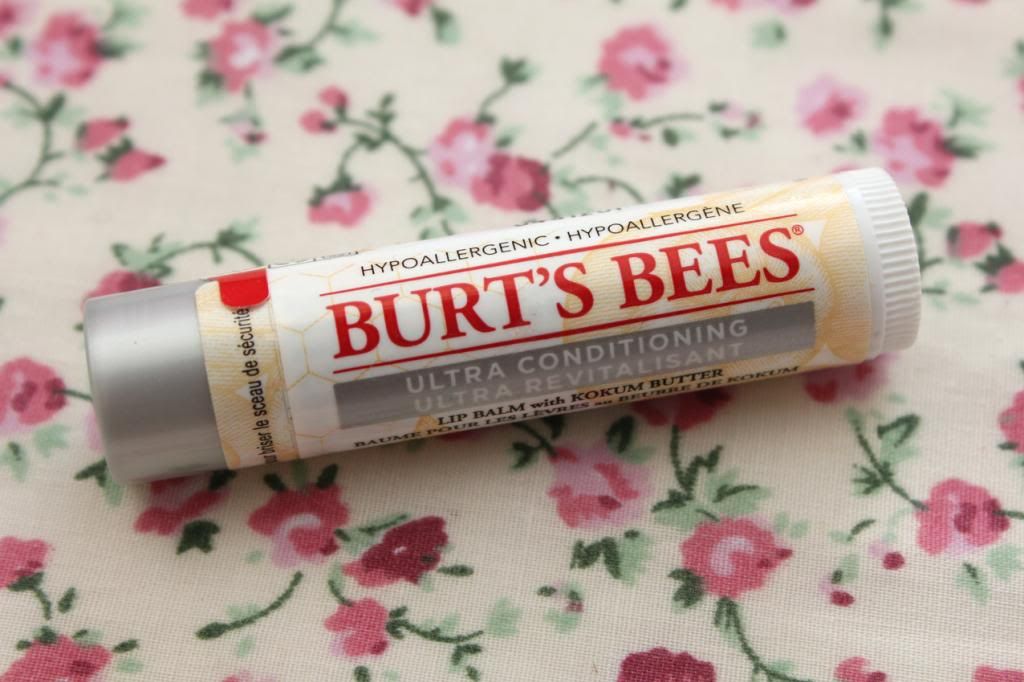 HYPOALLERGENIC • HYPOALLERGÈNE
BURT'S BEES®
ULTRA CONDITIONING
ULTRA REVITALISANT
LIP BALM with KOKUM BUTTER
BAUME POUR LES LÈVRES au BEURRE DE KOKUM
briser le sceau de sécurité